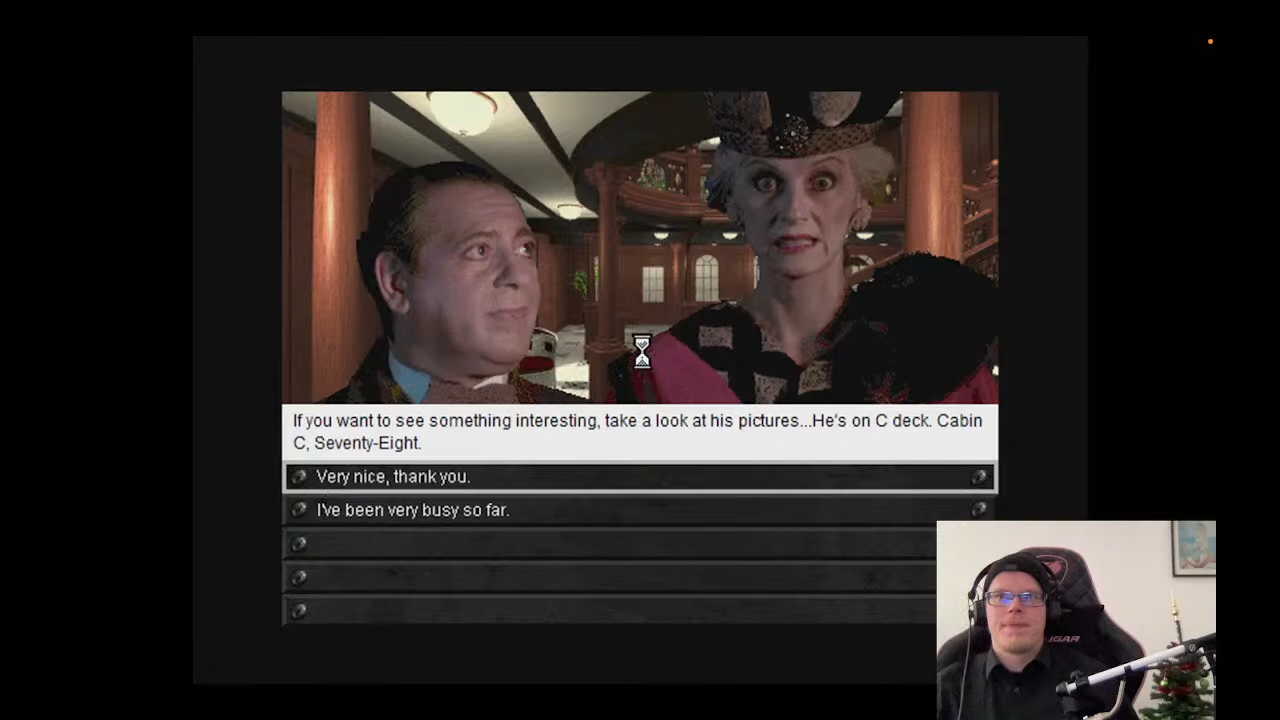 If you want to see something interesting, take a look at his pictures...He's on C deck. Cabin
C, Seventy-Eight.
Very nice, thank you.
I've been very busy so far.
UGAR